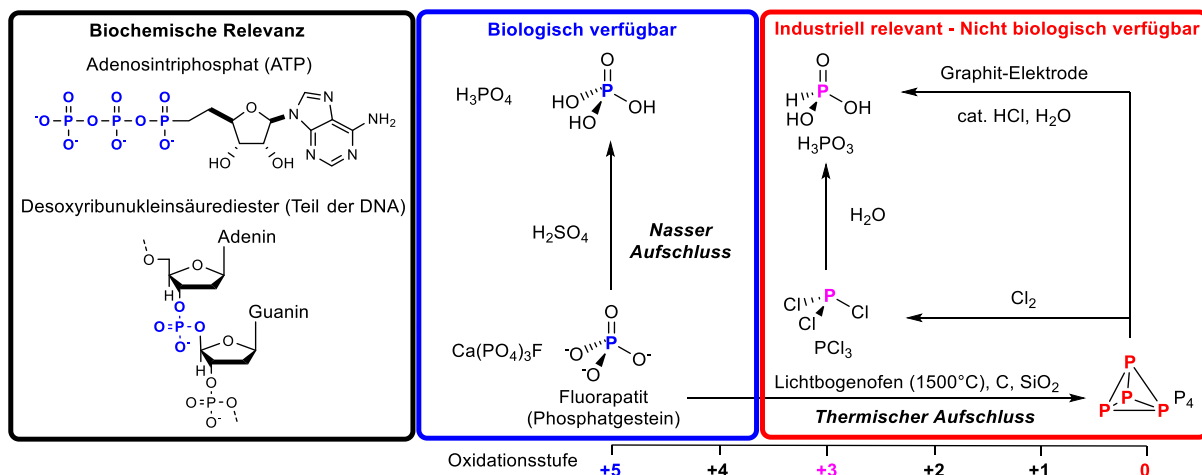 Biochemische Relevanz
Adenosintriphosphat (ATP)
O
O
O
⁻O
P
O
P
O
P
O⁻
O⁻
O⁻
O
N
N
N
N
NH₂
HO
OH
Desoxyribunukleinsäurediester (Teil der DNA)
Adenin
O
O
H
O
O
P
O
O⁻
Guanin
O
H
O
O
P
O
O⁻
Biologisch verfügbar
H₃PO₄
O
P
HO
HO
OH
H₂SO₄
Nasser
Aufschluss
Ca(PO₄)₃F
O
P
⁻O
⁻O
O⁻
Fluorapatit
(Phosphatgestein)
Industriell relevant - Nicht biologisch verfügbar
O
P
H
HO
OH
H₃PO₃
Graphit-Elektrode
cat. HCl, H₂O
H₂O
Cl
P
Cl
Cl
PCl₃
Cl₂
Lichtbogenofen (1500°C), C, SiO₂
Thermischer Aufschluss
P
P
P
P
P₄
Oxidationsstufe
+5
+4
+3
+2
+1
0